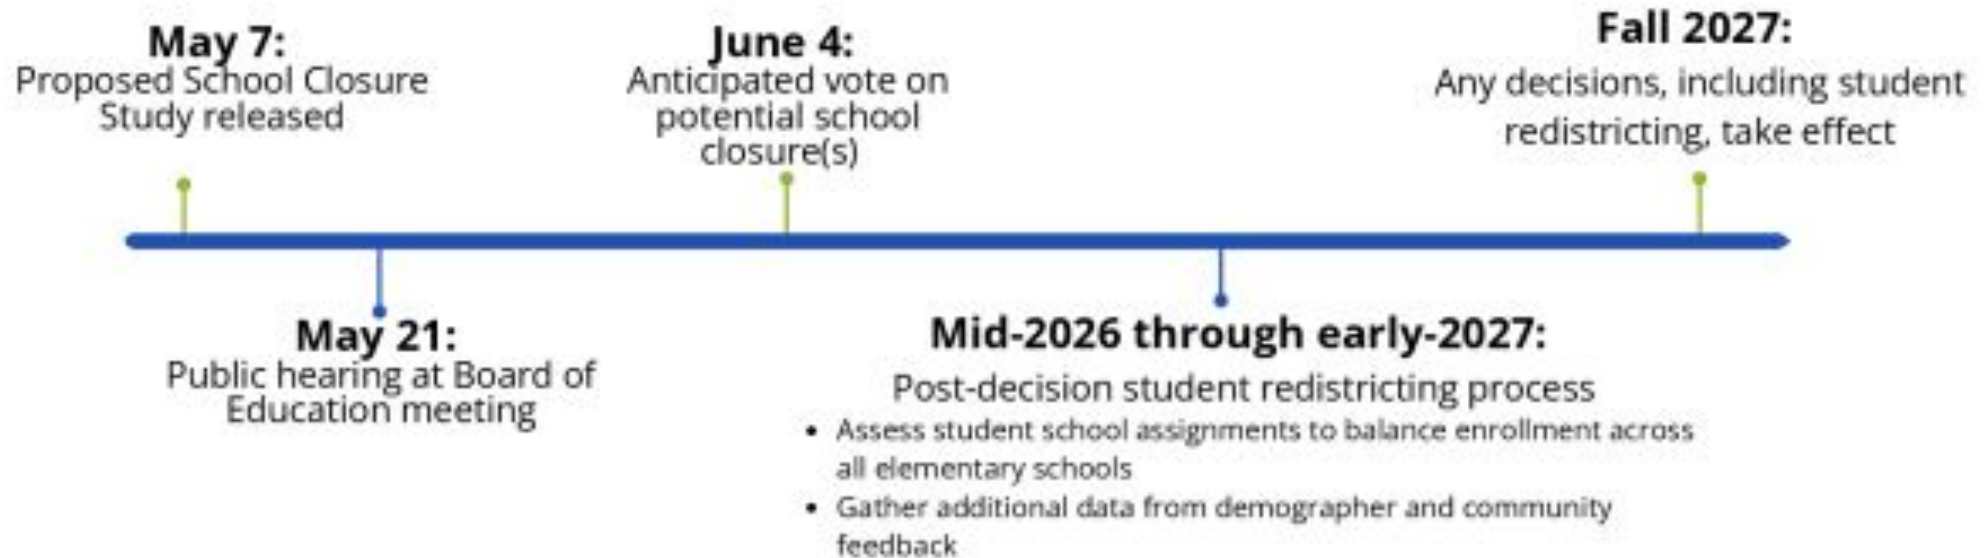 May 7:
Proposed School Closure
Study released
May 21:
Public hearing at Board of
Education meeting
June 4:
Anticipated vote on
potential school
closure(s)
Mid-2026 through early-2027:
Post-decision student redistricting process
• Assess student school assignments to balance enrollment across
all elementary schools
• Gather additional data from demographer and community
feedback
Fall 2027:
Any decisions, including student
redistricting, take effect